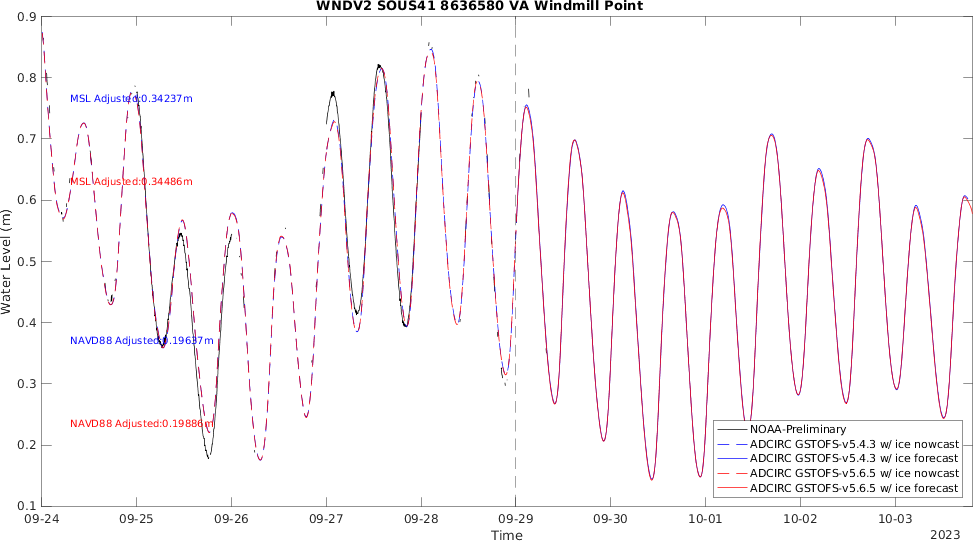 WNDV2 SOUS41 8636580 VA Windmill Point
0.9
0.8
0.7
0.6
0.5
0.4
0.3
0.2
0.1
Water Level (m)
MSL Adjusted:0.34237m
MSL Adjusted:0.34486m
NAVD88 Adjusted:0.19637m
NAVD88 Adjusted:0.19886m
NOAA-Preliminary
ADCIRC GSTOFS-v5.4.3 w/ ice nowcast
ADCIRC GSTOFS-v5.4.3 w/ ice forecast
ADCIRC GSTOFS-v5.6.5 w/ ice nowcast
ADCIRC GSTOFS-v5.6.5 w/ ice forecast
09-24 09-25 09-26 09-27 09-28 09-29 09-30 10-01 10-02 10-03
Time
2023